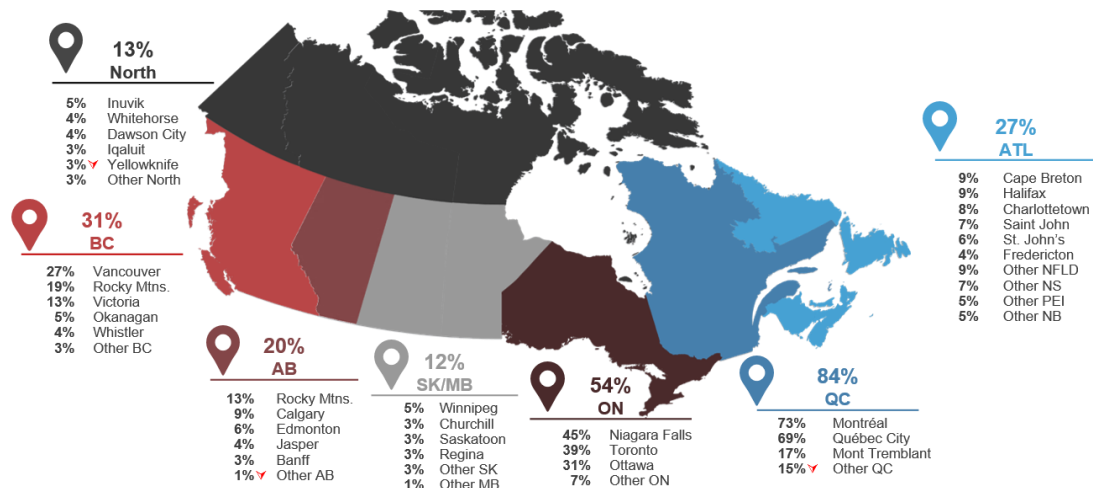 13%
North
5% Inuvik
4% Whitehorse
4% Dawson City
3% Iqaluit
3% Yellowknife
3% Other North
31%
BC
27% Vancouver
19% Rocky Mtns.
13% Victoria
5% Okanagan
4% Whistler
3% Other BC
20%
AB
13% Rocky Mtns.
9% Calgary
6% Edmonton
4% Jasper
3% Banff
1% Other AB
12%
SK/MB
5% Winnipeg
3% Churchill
3% Saskatoon
3% Regina
3% Other SK
1% Other MB
54%
ON
45% Niagara Falls
39% Toronto
31% Ottawa
7% Other ON
84%
QC
73% Montréal
69% Québec City
17% Mont Tremblant
15% Other QC
27%
ATL
9% Cape Breton
9% Halifax
8% Charlottetown
7% Saint John
6% St. John's
4% Fredericton
9% Other NFLD
7% Other NS
5% Other PEI
5% Other NB